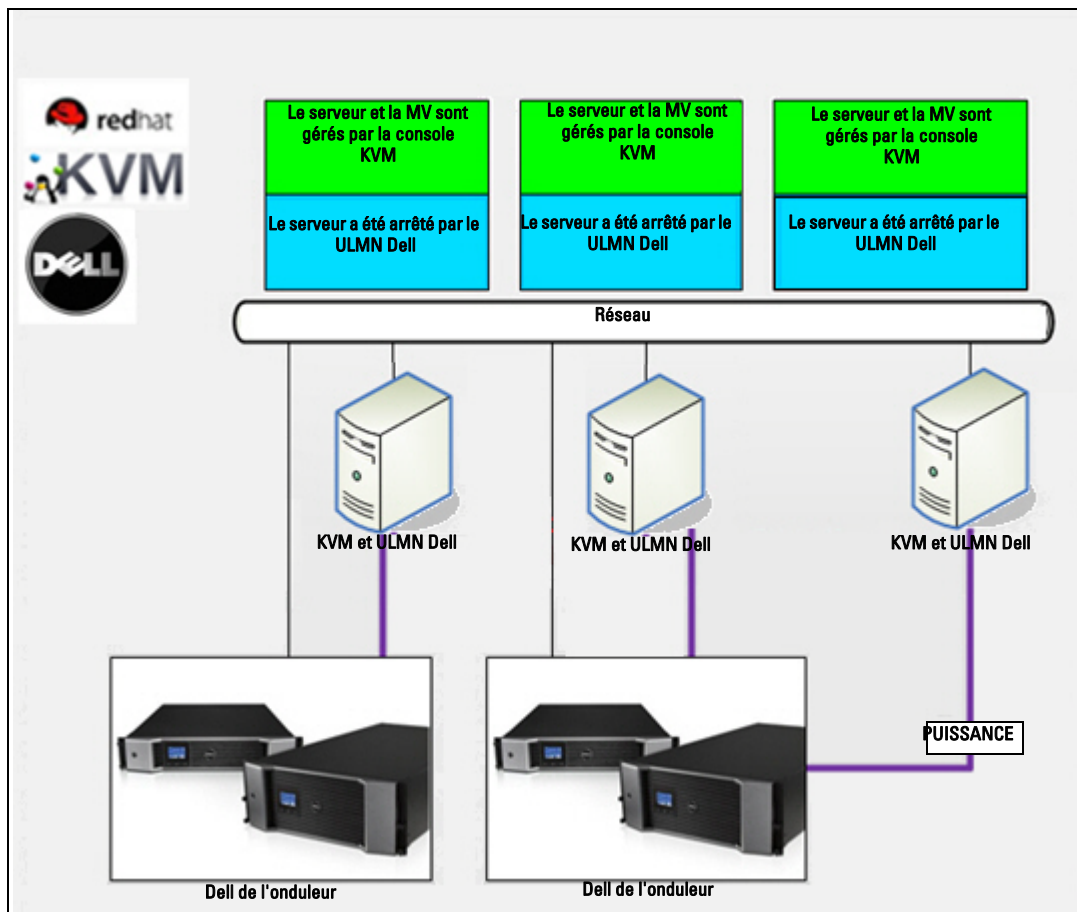 redhat
KVM
DELL
Le serveur et la MV sont
gérés par la console
KVM
Le serveur a été arrêté par le
ULMN Dell
Le serveur et la MV sont
gérés par la console
KVM
Le serveur a été arrêté par le
ULMN Dell
Le serveur et la MV sont
gérés par la console
KVM
Le serveur a été arrêté par le
ULMN Dell
Réseau
KVM et ULMN Dell
KVM et ULMN Dell
KVM et ULMN Dell
PUISSANCE
Dell de l'onduleur
Dell de l'onduleur